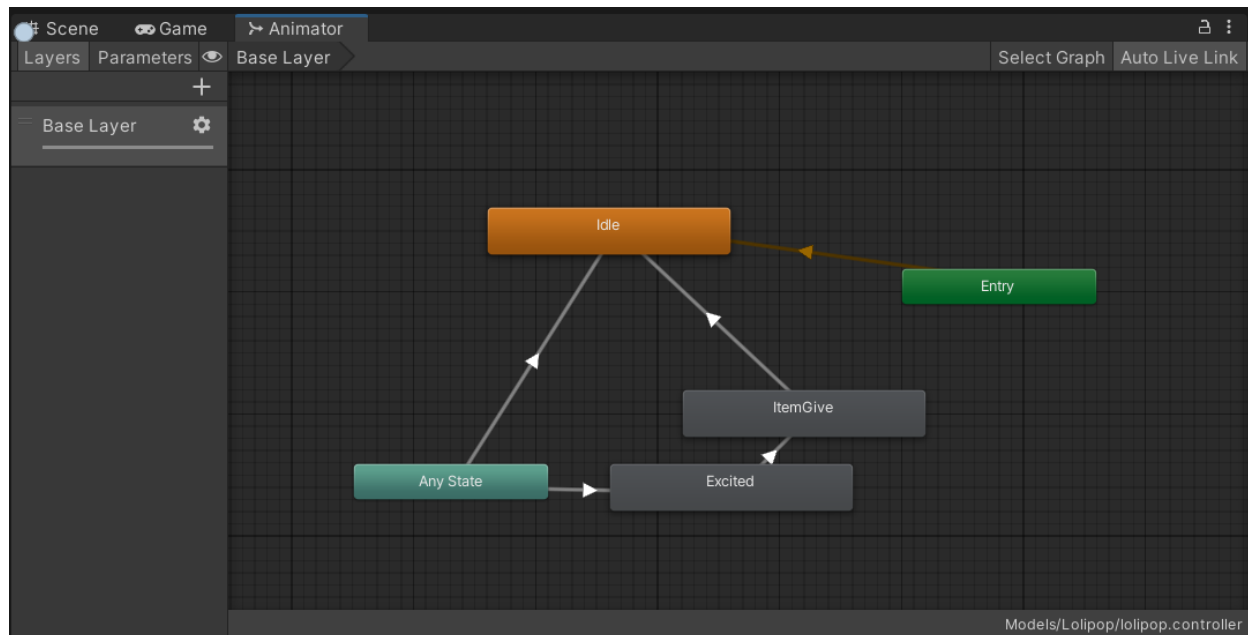 Scene Game Animator
Layers Parameters Base Layer Select Graph Auto Live Link
Base Layer
Idle
Entry
ItemGive
Any State
Excited
Models/Lolipop/lolipop.controller